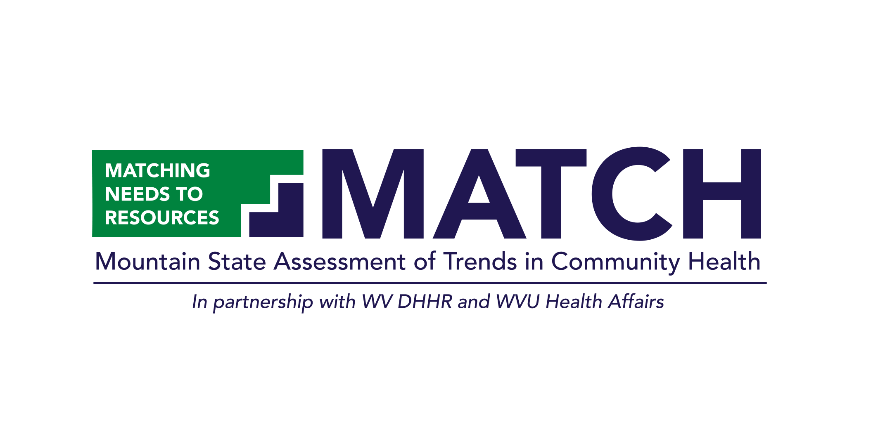 MATCHING
NEEDS TO
RESOURCES
MATCH
Mountain State Assessment of Trends in Community Health
In partnership with WV DHHR and WVU Health Affairs